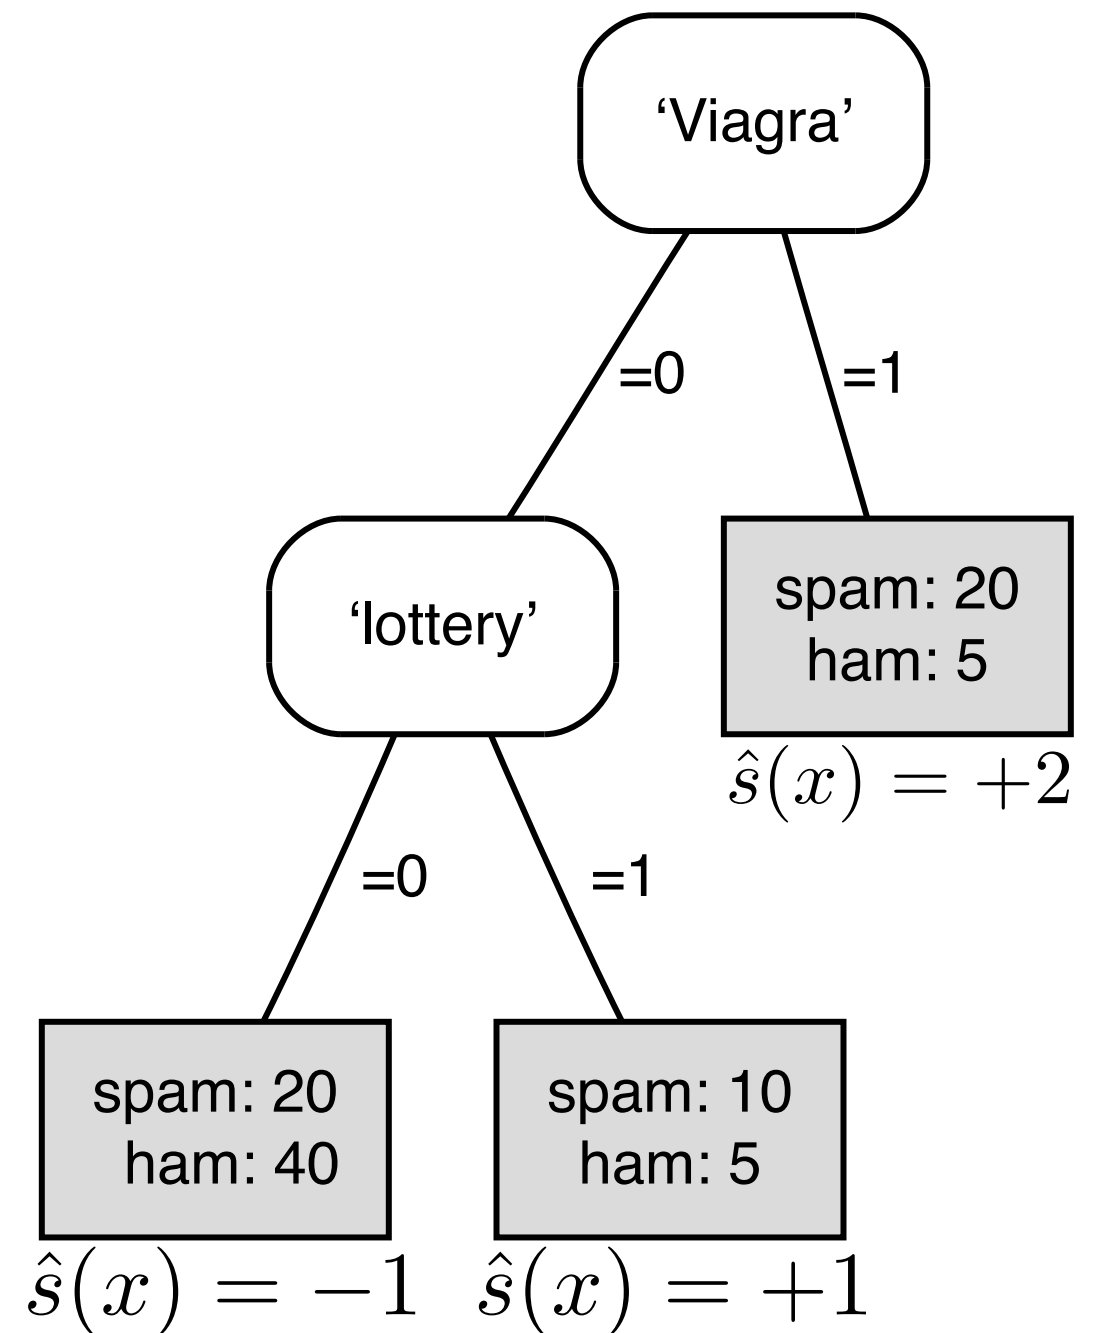 ‘Viagra’
=0
=1
‘lottery’
spam: 20
ham: 5
ŝ(x) = +2
=0
=1
spam: 20
ham: 40
ŝ(x) = −1
spam: 10
ham: 5
ŝ(x) = +1